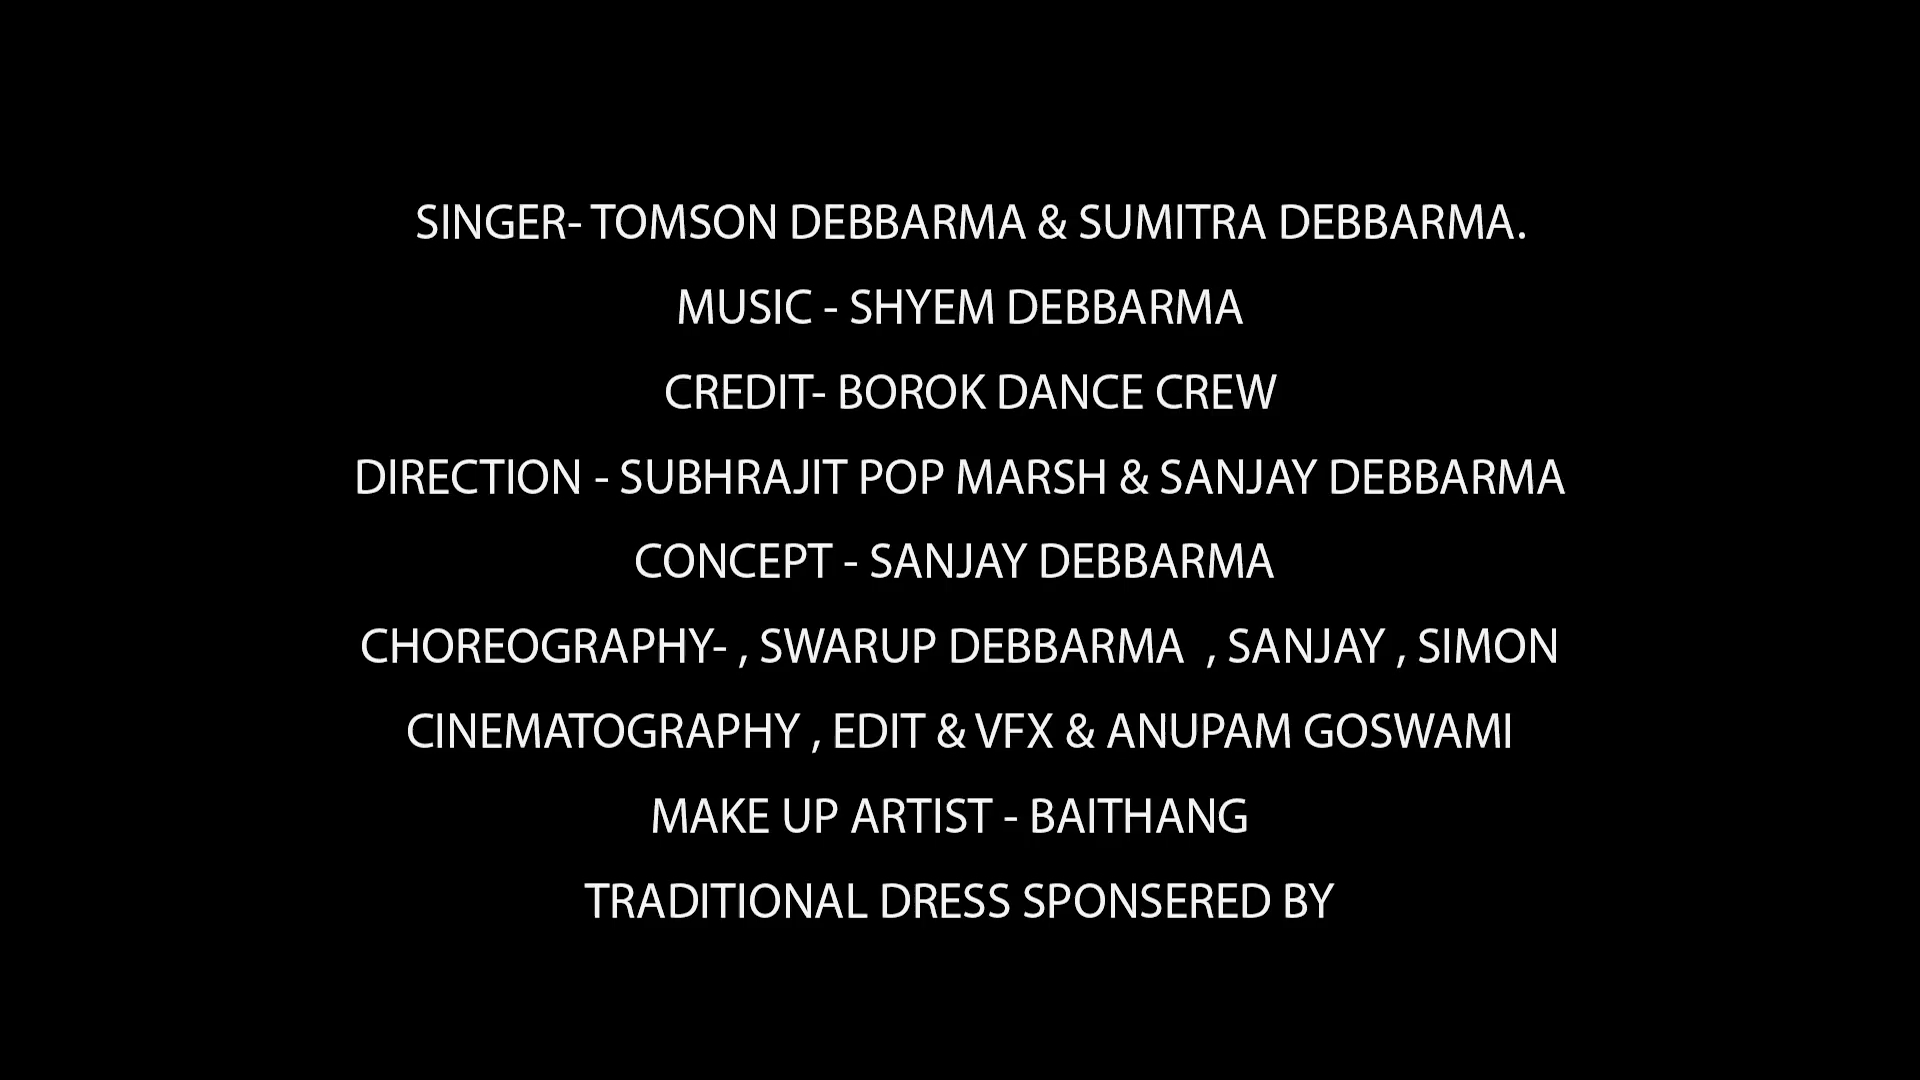 SINGER- TOMSON DEBBARMA & SUMITRA DEBBARMA.
MUSIC - SHYEM DEBBARMA
CREDIT- BOROK DANCE CREW
DIRECTION - SUBHRAJIT POP MARSH & SANJAY DEBBARMA
CONCEPT - SANJAY DEBBARMA
CHOREOGRAPHY- , SWARUP DEBBARMA  , SANJAY , SIMON
CINEMATOGRAPHY , EDIT & VFX & ANUPAM GOSWAMI
MAKE UP ARTIST - BAITHANG
TRADITIONAL DRESS SPONSERED BY